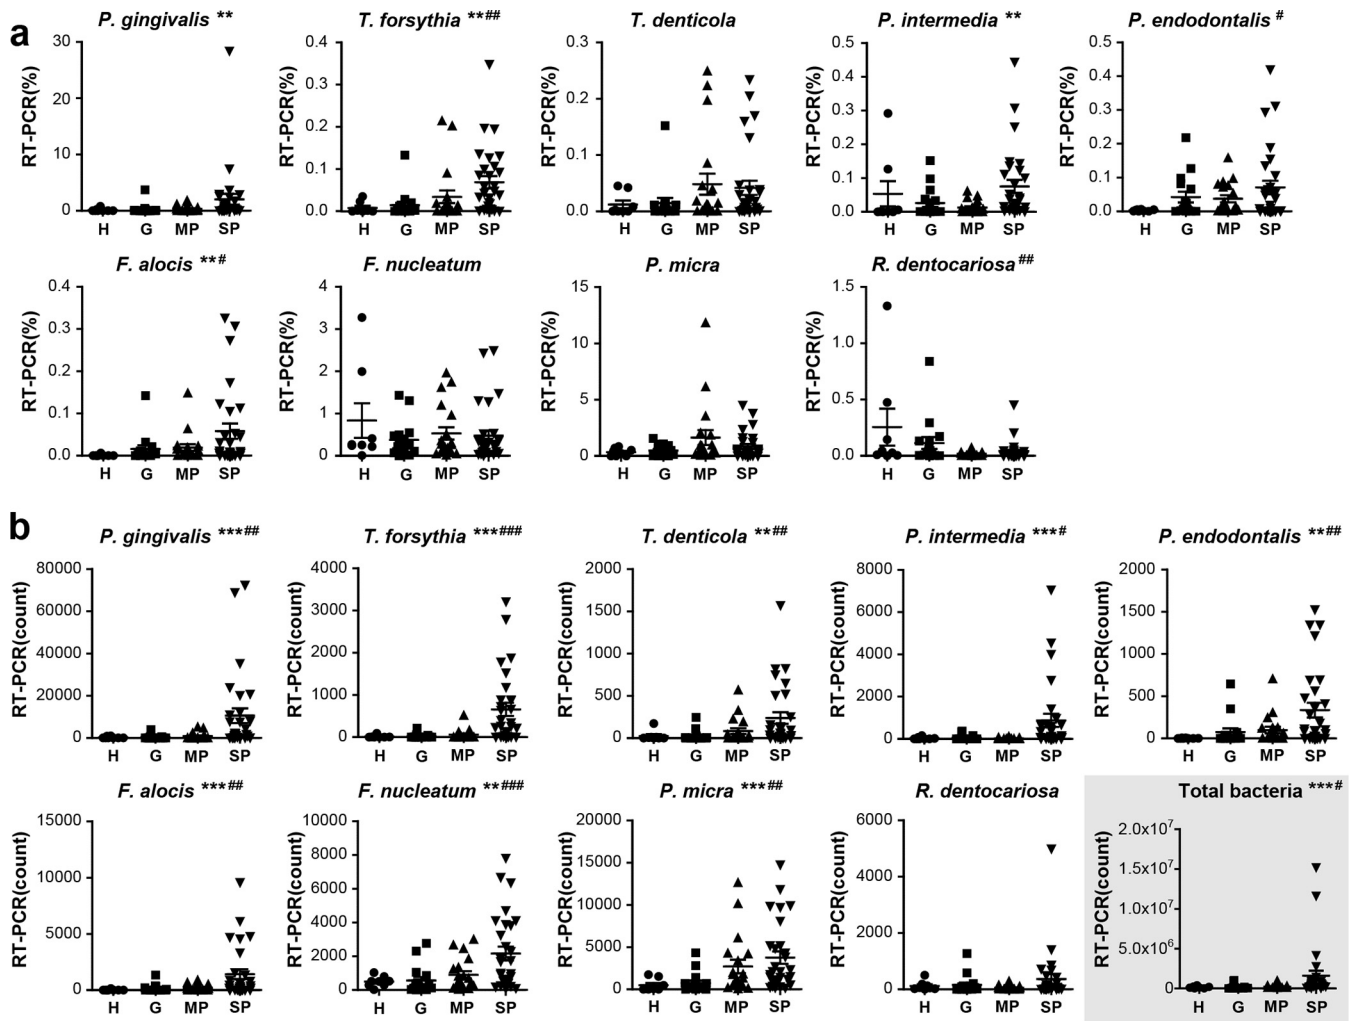 a
P. gingivalis **
T. forsythia **##
T. denticola
P. intermedia **
P. endodontalis #
RT-PCR(%)
30
20
10
0
H G MP SP
RT-PCR(%)
0.4
0.3
0.2
0.1
0.0
H G MP SP
RT-PCR(%)
0.3
0.2
0.1
0.0
H G MP SP
RT-PCR(%)
0.5
0.4
0.3
0.2
0.1
0.0
H G MP SP
RT-PCR(%)
0.5
0.4
0.3
0.2
0.1
0.0
H G MP SP
F. alocis **#
F. nucleatum
P. micra
R. dentocariosa##
RT-PCR(%)
0.4
0.3
0.2
0.1
0.0
H G MP SP
RT-PCR(%)
4
3
2
1
0
H G MP SP
RT-PCR(%)
15
10
5
0
H G MP SP
RT-PCR(%)
1.5
1.0
0.5
0.0
H G MP SP
b
P. gingivalis ***##
T. forsythia ***###
T. denticola **##
P. intermedia ***#
P. endodontalis **##
RT-PCR(count)
80000
60000
40000
20000
0
H G MP SP
RT-PCR(count)
4000
3000
2000
1000
0
H G MP SP
RT-PCR(count)
2000
1500
1000
500
0
H G MP SP
RT-PCR(count)
8000
6000
4000
2000
0
H G MP SP
RT-PCR(count)
2000
1500
1000
500
0
H G MP SP
F. alocis ***##
F. nucleatum **###
P. micra ***##
R. dentocariosa
Total bacteria ***#
RT-PCR(count)
15000
10000
5000
0
H G MP SP
RT-PCR(count)
10000
8000
6000
4000
2000
0
H G MP SP
RT-PCR(count)
20000
15000
10000
5000
0
H G MP SP
RT-PCR(count)
6000
4000
2000
0
H G MP SP
RT-PCR(count)
2.0x10⁷
1.5x10⁷
1.0x10⁷
5.0x10⁶
0
H G MP SP